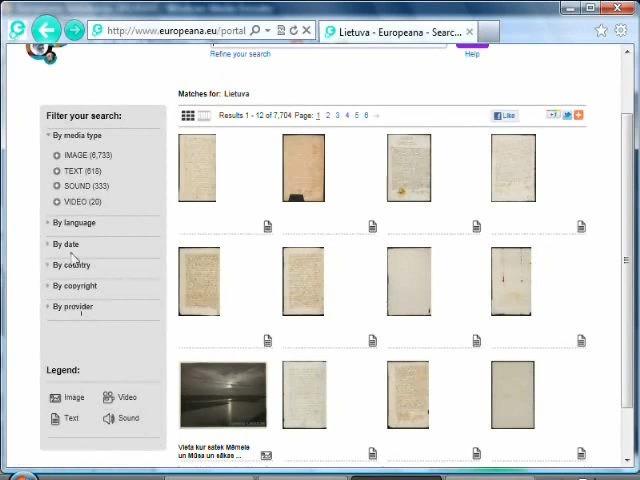 http://www.europeana.eu/portal
Lietuva - Europeana - Searc...
Refine your search
Help
Matches for: Lietuva
Filter your search:
Results 1 - 12 of 7,704 Page: 1 2 3 4 5 6
Like
By media type
IMAGE (6,733)
TEXT (618)
SOUND (333)
VIDEO (20)
By language
By date
By country
By copyright
By provider
Legend:
Image
Video
Text
Sound
Vieta kur satek Mēmele
un Mūsa un sākas ...